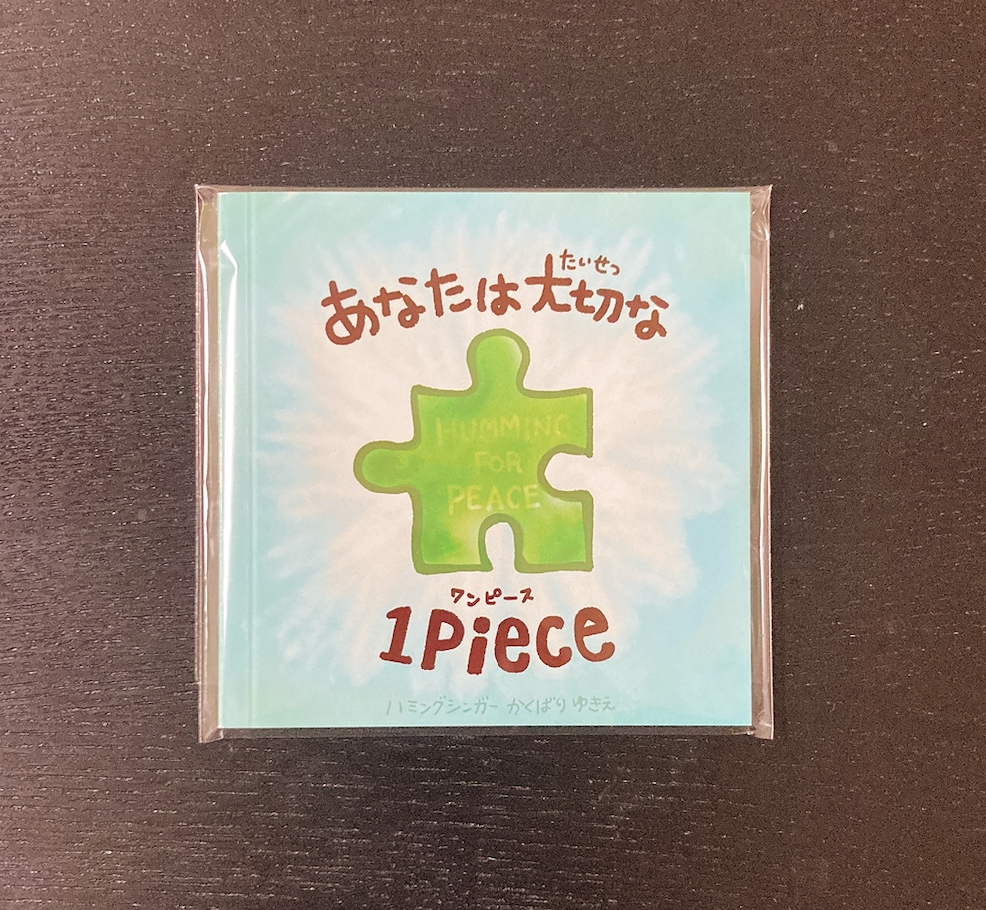 たいせつ
あなたは大切な
HUMMING
FOR
PEACE
ワンピース
1Piece
ハミングシンガー かくばり ゆきえ